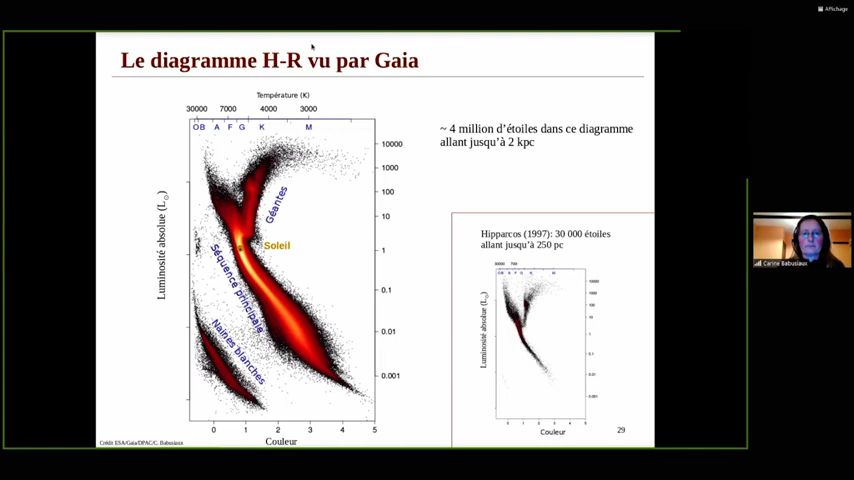 Affichage
Le diagramme H-R vu par Gaia
Température (K)
30000 7000 4000 3000
OB A F G K M
~ 4 million d'étoiles dans ce diagramme
allant jusqu'à 2 kpc
10000
1000
100
10
1
0.1
0.01
0.001
Luminosité absolue (L☉)
Géantes
Soleil
Séquence principale
Naines blanches
0 1 2 3 4 5
Couleur
Crédit ESA/Gaia/DPAC/C. Babusiaux
Hipparcos (1997): 30 000 étoiles
allant jusqu'à 250 pc
Luminosité absolue (L☉)
Couleur
29
Carine Babusiaux